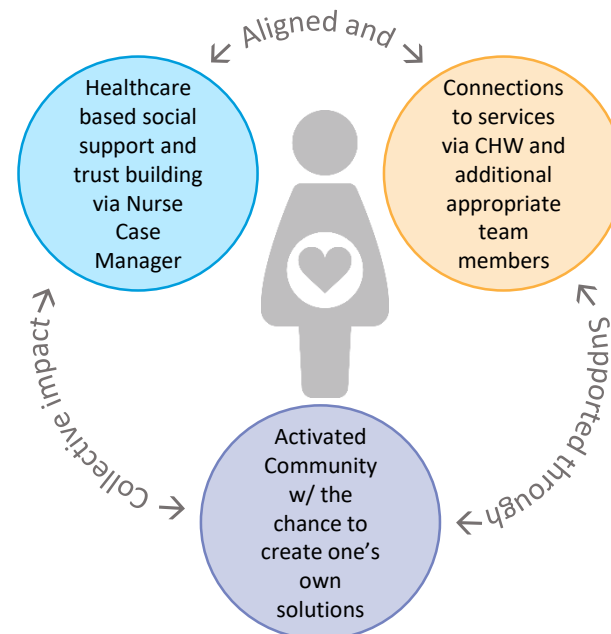 Aligned and
Healthcare
based social
support and
trust building
via Nurse
Case
Manager
Connections
to services
via CHW and
additional
appropriate
team
members
Supported through
Activated
Community
w/ the
chance to
create one’s
own
solutions
Collective impact